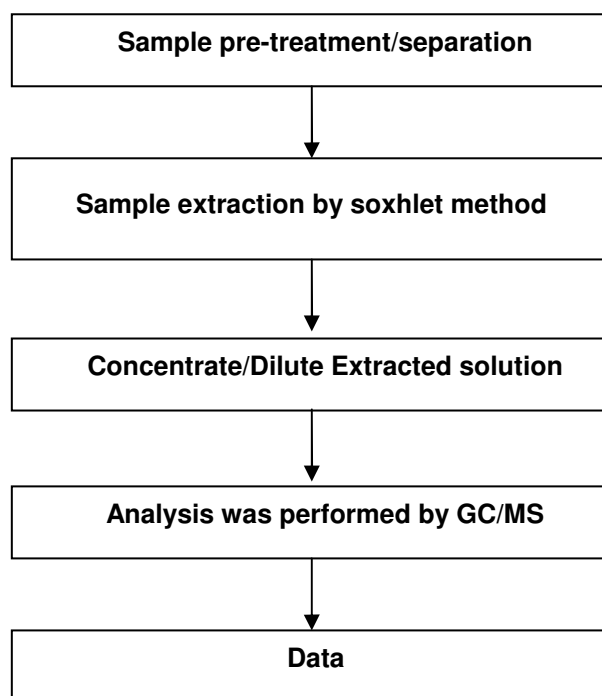 Sample pre-treatment/separation
Sample extraction by soxhlet method
Concentrate/Dilute Extracted solution
Analysis was performed by GC/MS
Data